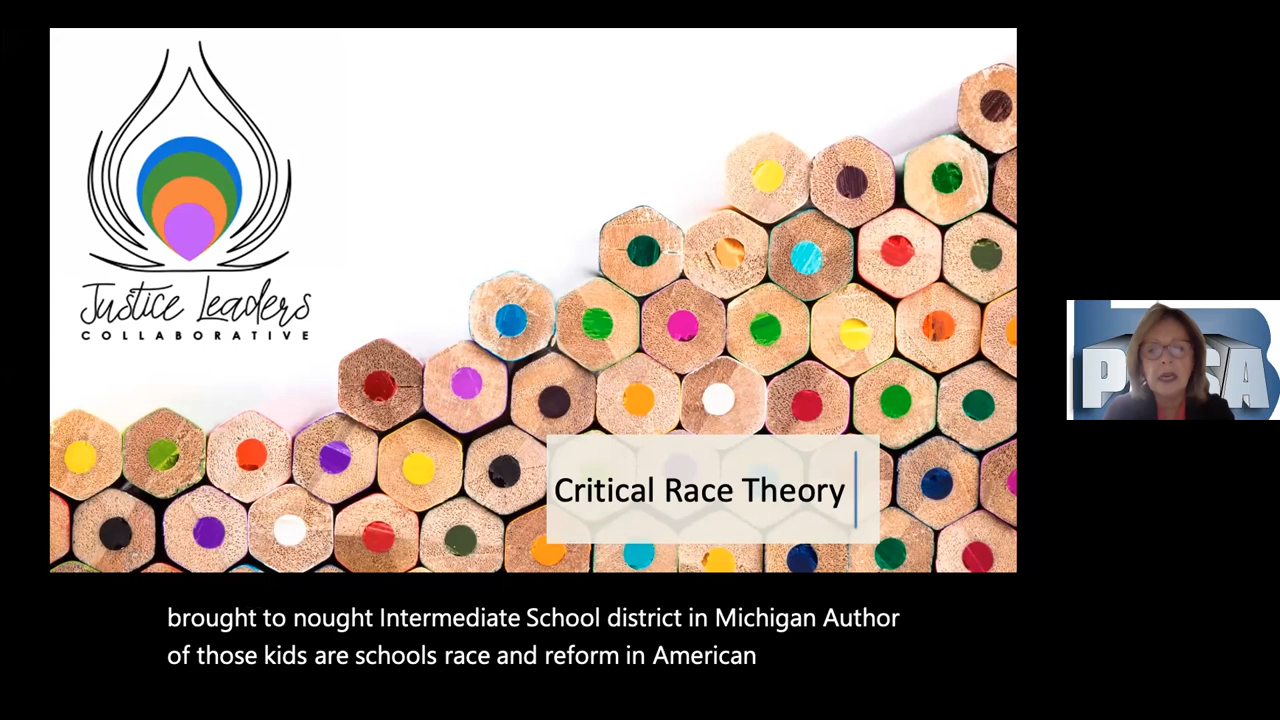 Justice Leaders
COLLABORATIVE
Critical Race Theory
brought to nought Intermediate School district in Michigan Author
of those kids are schools race and reform in American